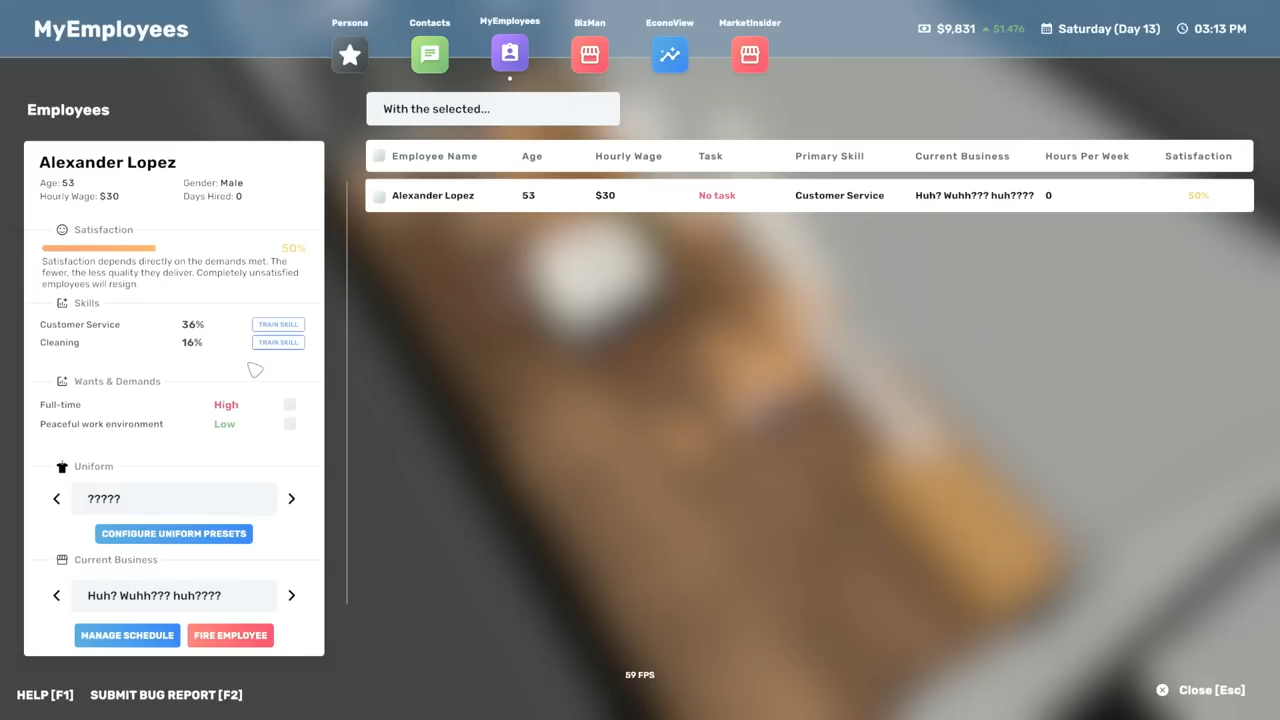 MyEmployees
Persona
Contacts
MyEmployees
BizMan
EconoView
MarketInsider
$9,831 ▲ $1.476
Saturday (Day 13)
03:13 PM
Employees
With the selected...
Employee Name Age Hourly Wage Task Primary Skill Current Business Hours Per Week Satisfaction
Alexander Lopez 53 $30 No task Customer Service Huh? Wuhh??? huh???? 0 50%
Alexander Lopez
Age: 53 Gender: Male
Hourly Wage: $30 Days Hired: 0
Satisfaction
50%
Satisfaction depends directly on the demands met. The
fewer, the less quality they deliver. Completely unsatisfied
employees will resign.
Skills
Customer Service 36% TRAIN SKILL
Cleaning 16% TRAIN SKILL
Wants & Demands
Full-time High
Peaceful work environment Low
Uniform
?????
CONFIGURE UNIFORM PRESETS
Current Business
Huh? Wuhh??? huh????
MANAGE SCHEDULE FIRE EMPLOYEE
59 FPS
HELP [F1] SUBMIT BUG REPORT [F2]
Close [Esc]